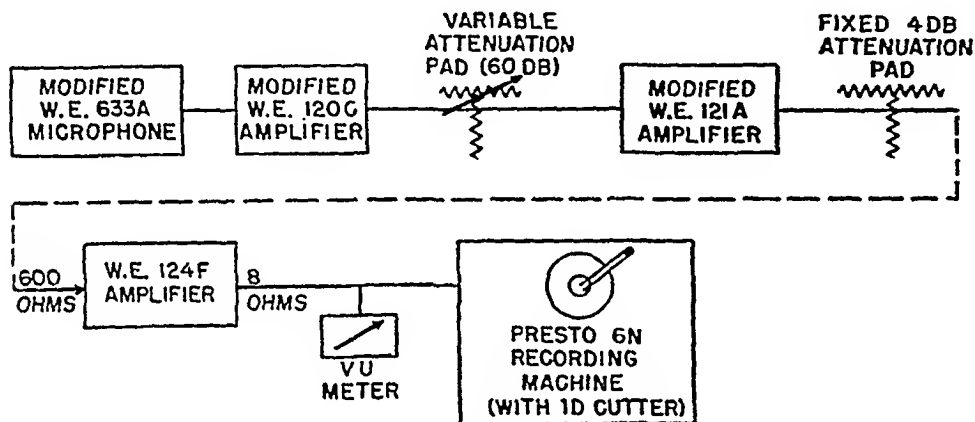 MODIFIED
W.E. 633A
MICROPHONE
MODIFIED
W.E. 120C
AMPLIFIER
VARIABLE
ATTENUATION
PAD (60 DB)
MODIFIED
W.E. 121A
AMPLIFIER
FIXED 4DB
ATTENUATION
PAD
600
OHMS
W.E. 124F
AMPLIFIER
8
OHMS
VU
METER
PRESTO 6N
RECORDING
MACHINE
(WITH 1D CUTTER)